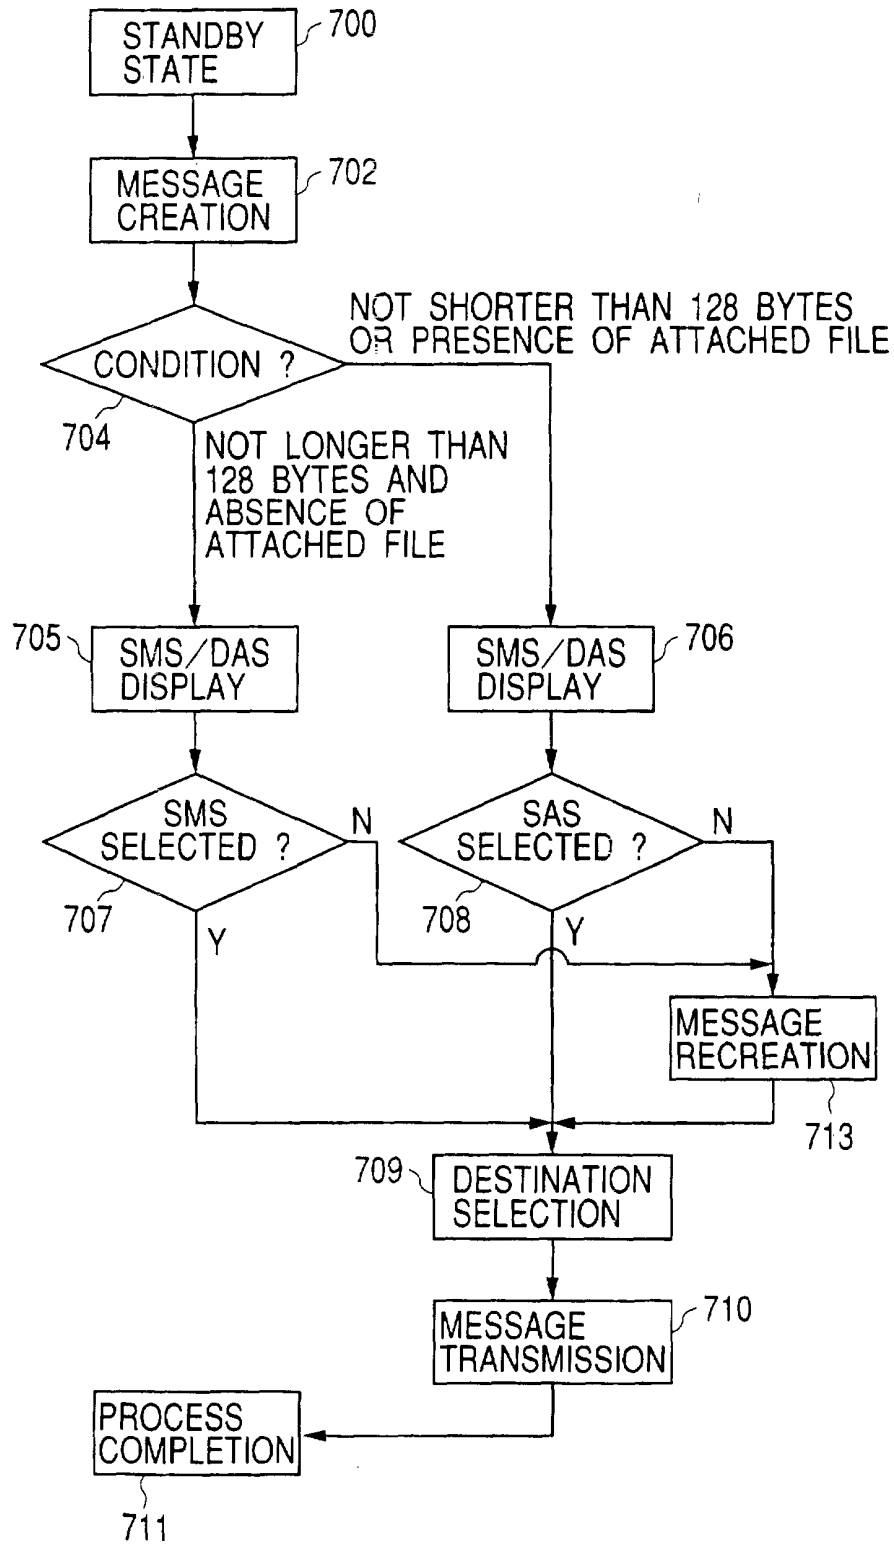 STANDBY
STATE
700
MESSAGE
CREATION
702
NOT SHORTER THAN 128 BYTES
OR PRESENCE OF ATTACHED FILE
CONDITION ?
704
NOT LONGER THAN
128 BYTES AND
ABSENCE OF
ATTACHED FILE
705
SMS/DAS
DISPLAY
SMS/DAS
DISPLAY
706
SMS
SELECTED ?
N
707
Y
SAS
SELECTED ?
N
708
Y
MESSAGE
RECREATION
713
709
DESTINATION
SELECTION
MESSAGE
TRANSMISSION
710
PROCESS
COMPLETION
711